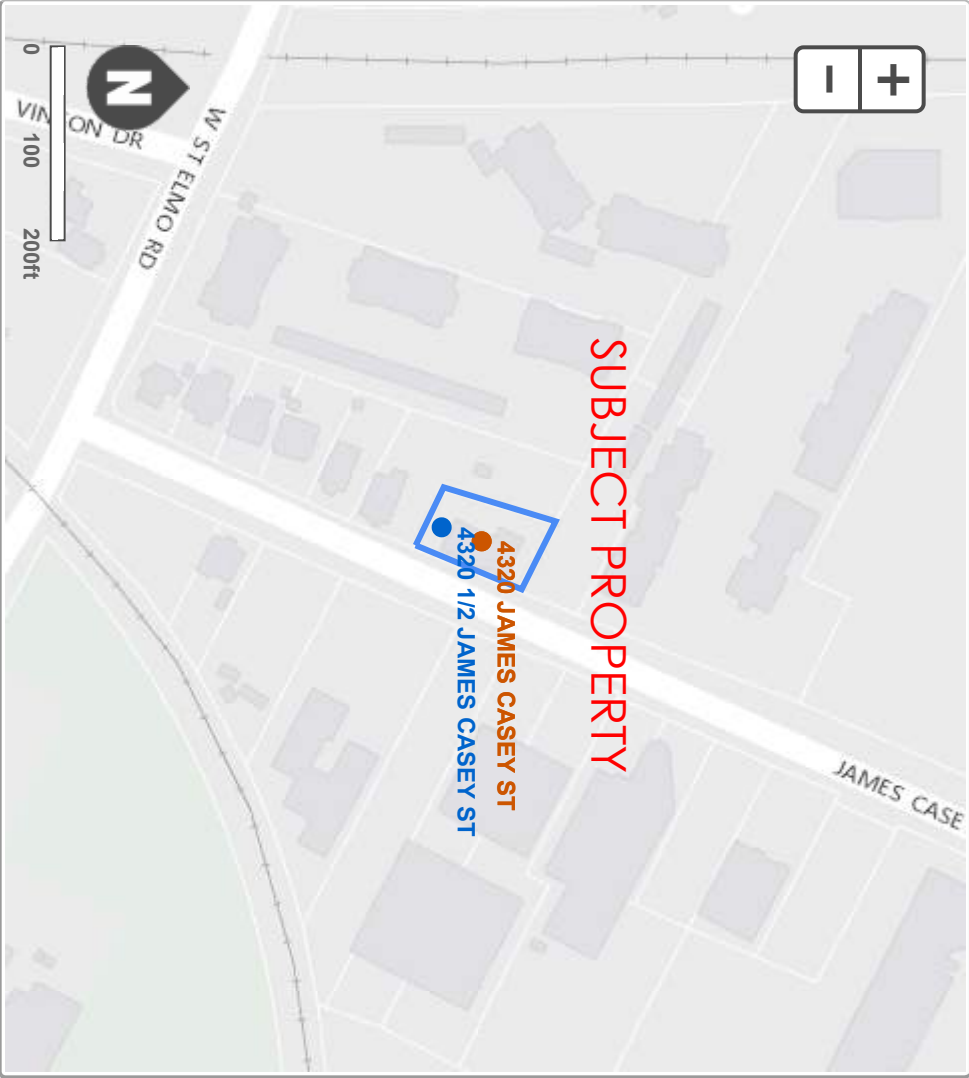 +
−
SUBJECT PROPERTY
JAMES CASE
4320 JAMES CASEY ST
4320 1/2 JAMES CASEY ST
W ST ELMO RD
VINSON DR
N
0 100 200ft